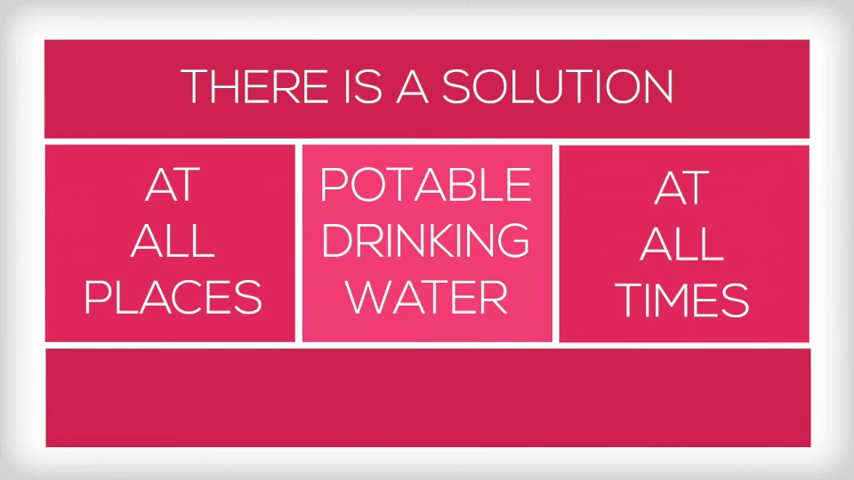 THERE IS A SOLUTION
AT
ALL
PLACES
POTABLE
DRINKING
WATER
AT
ALL
TIMES